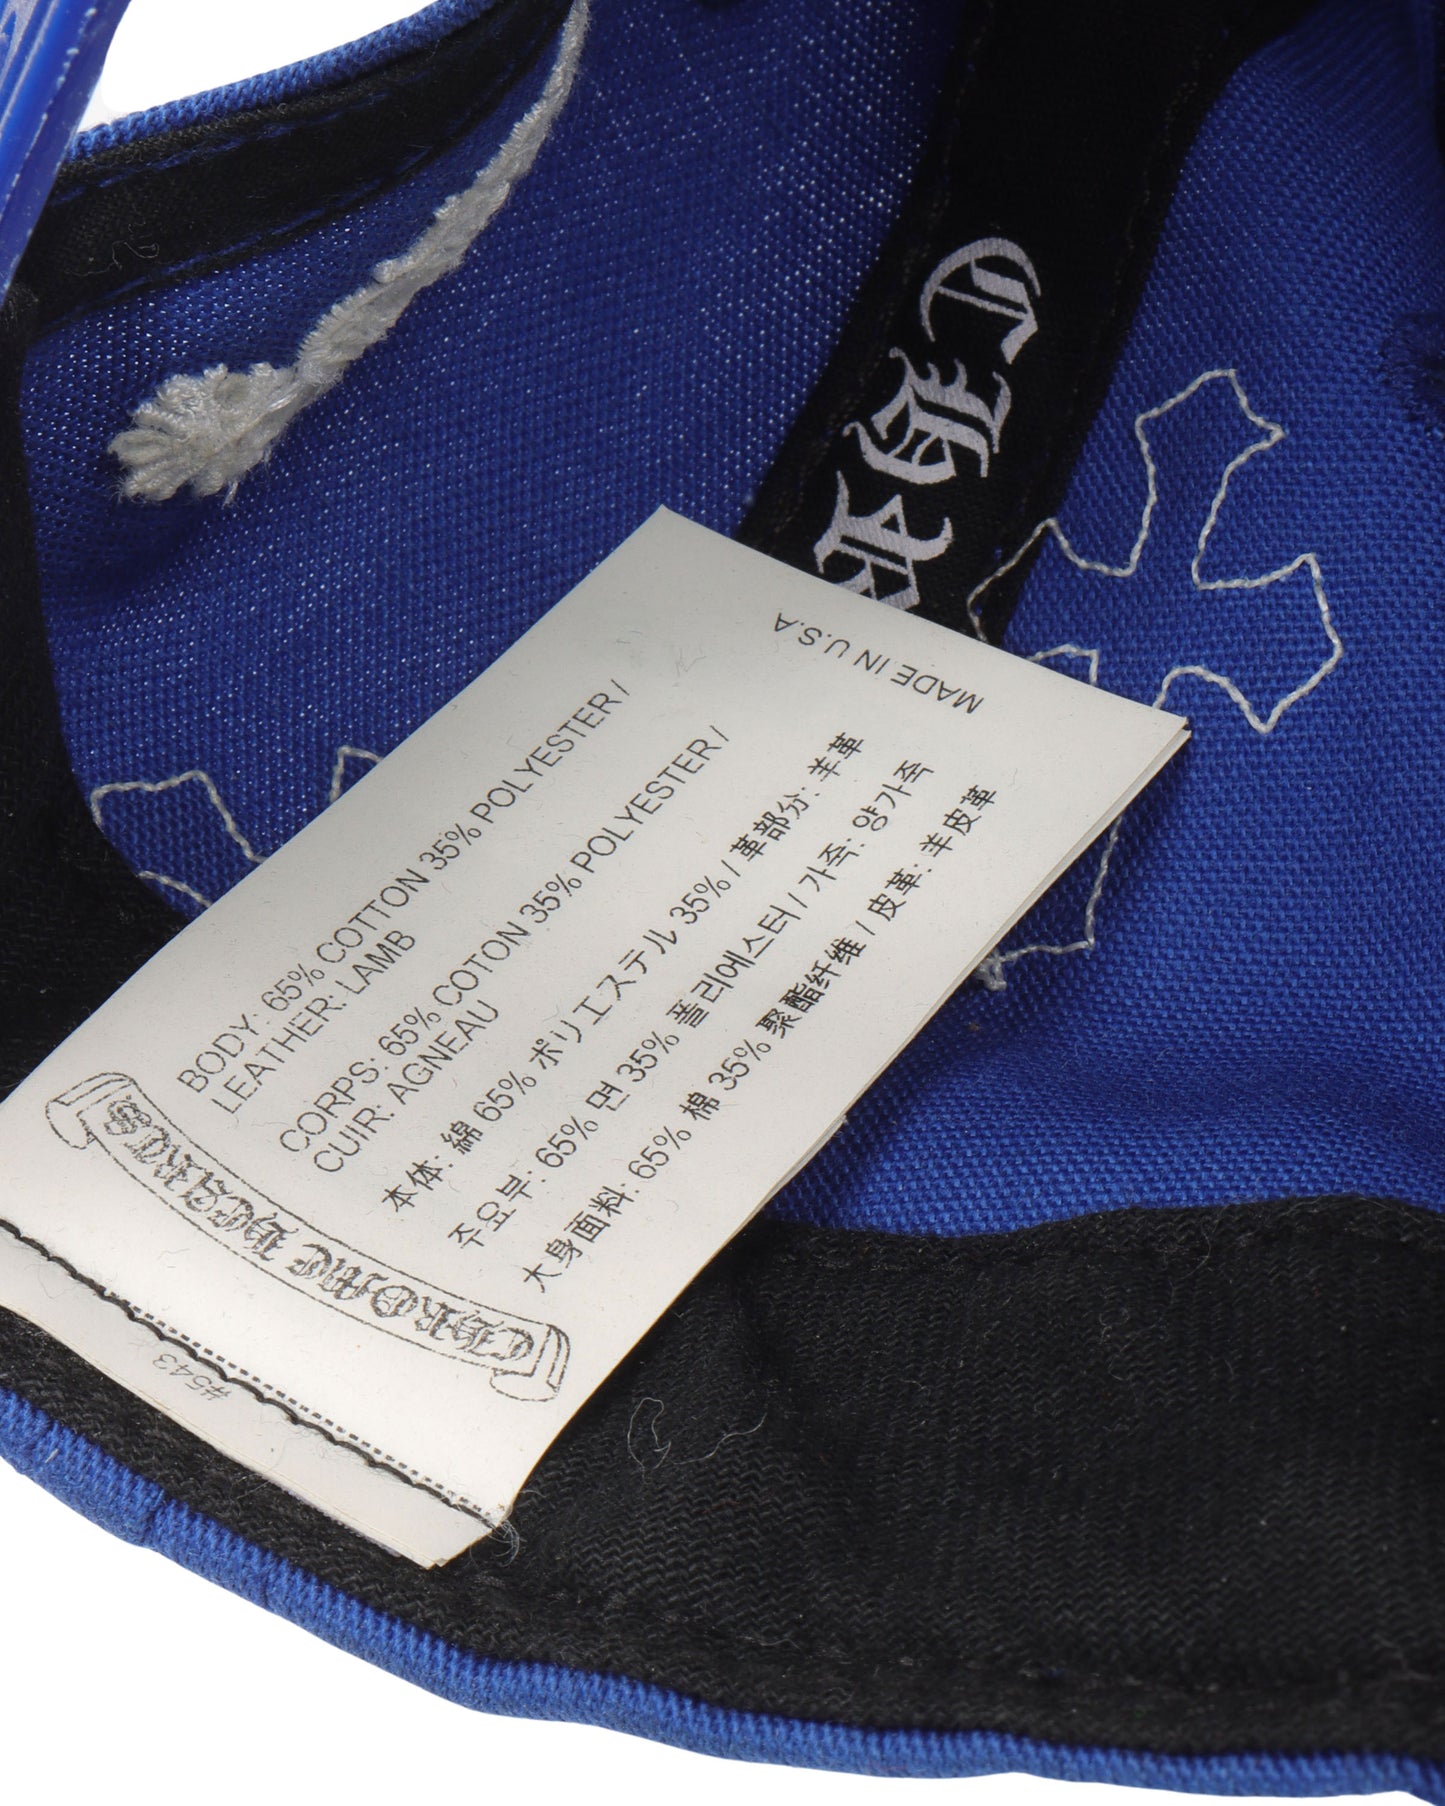 CHROME HEARTS
BODY: 65% COTTON 35% POLYESTER /
LEATHER: LAMB
CORPS: 65% COTON 35% POLYESTER /
CUIR: AGNEAU
本体: 綿 65% ポリエステル 35% / 革部分: 羊革
주요부: 65% 면 35% 폴리에스터 / 가죽: 양가죽
大身面料: 65% 棉 35% 聚酯纤维 / 皮革: 羊皮革
MADE IN U.S.A
#543